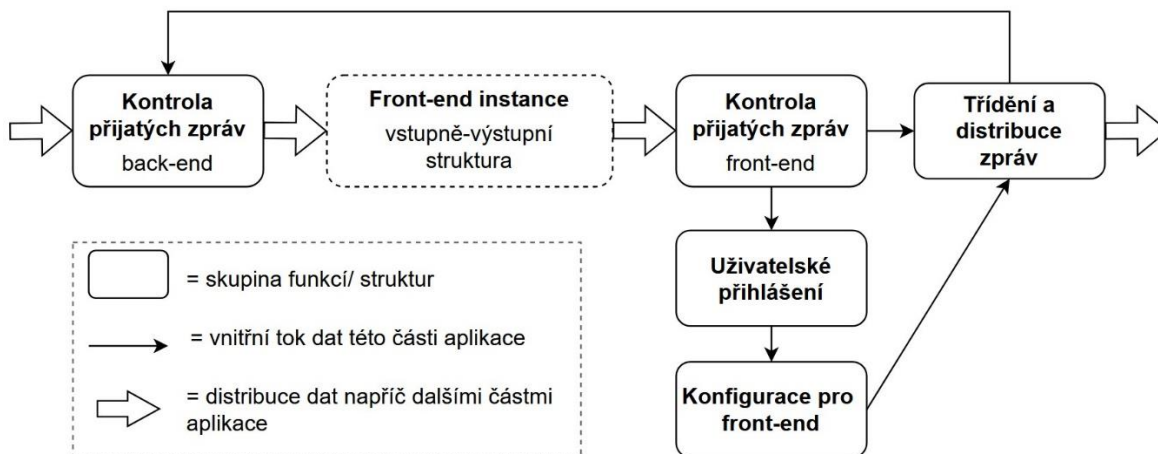 Kontrola
přijatých zpráv
back-end
Front-end instance
vstupně-výstupní
struktura
Kontrola
přijatých zpráv
front-end
Třídění a
distribuce
zpráv
Uživatelské
přihlášení
Konfigurace pro
front-end
= skupina funkcí/ struktur
= vnitřní tok dat této části aplikace
= distribuce dat napříč dalšími částmi
aplikace